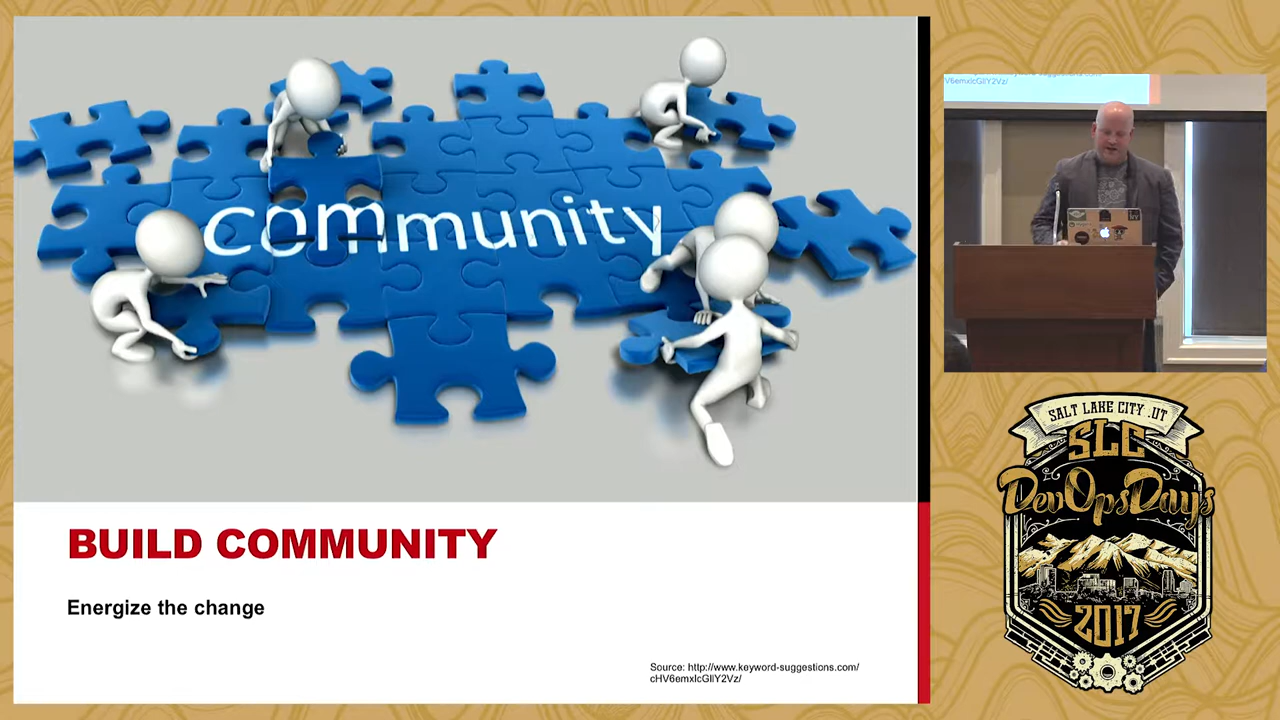 community
BUILD COMMUNITY
Energize the change
Source: http://www.keyword-suggestions.com/
cHV6emxlcGllY2Vz/
V6emxlcGllY2Vz/
SALT LAKE CITY .UT
SLC
DevOpsDays
2017